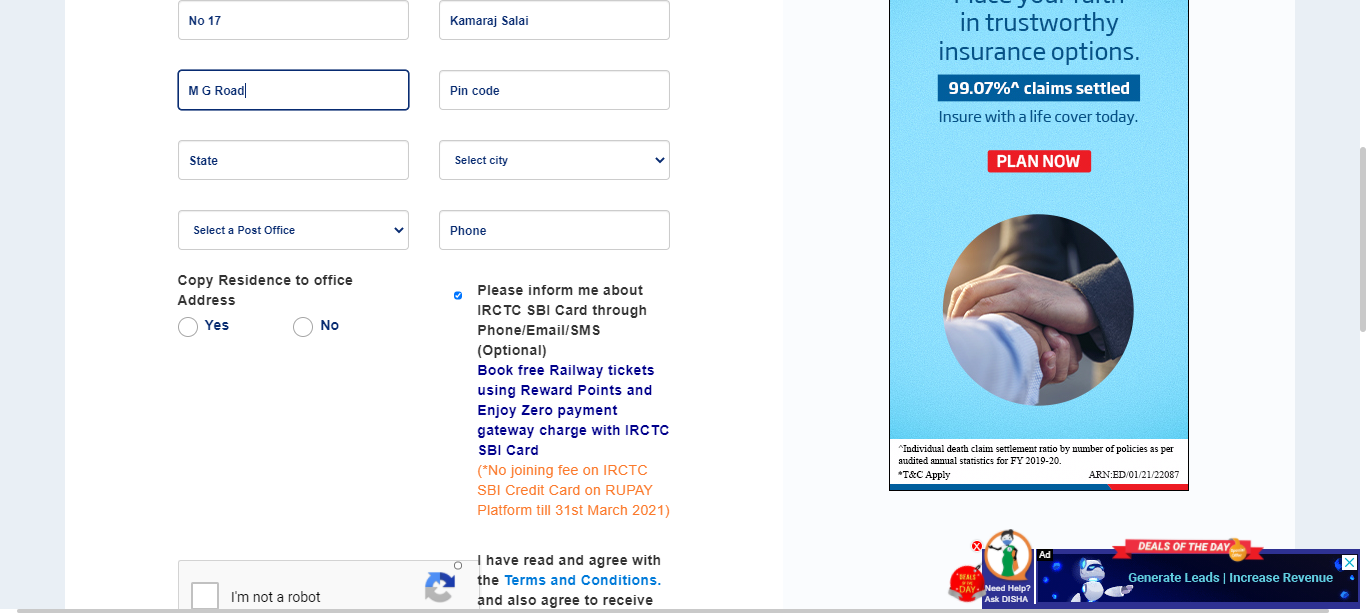 No 17
Kamaraj Salai
M G Road
Pin code
State
Select city
Select a Post Office
Phone
Copy Residence to office
Address
Yes
No
Please inform me about
IRCTC SBI Card through
Phone/Email/SMS
(Optional)
Book free Railway tickets
using Reward Points and
Enjoy Zero payment
gateway charge with IRCTC
SBI Card
(*No joining fee on IRCTC
SBI Credit Card on RUPAY
Platform till 31st March 2021)
I'm not a robot
I have read and agree with
the Terms and Conditions.
and also agree to receive
Place your faith
in trustworthy
insurance options.
99.07%^ claims settled
Insure with a life cover today.
PLAN NOW
^Individual death claim settlement ratio by number of policies as per
audited annual statistics for FY 2019-20.
*T&C Apply
ARN:ED/01/21/22087
DEALS OF THE DAY
DEALS OF THE DAY
Need Help?
Ask DISHA
Ad
Generate Leads | Increase Revenue